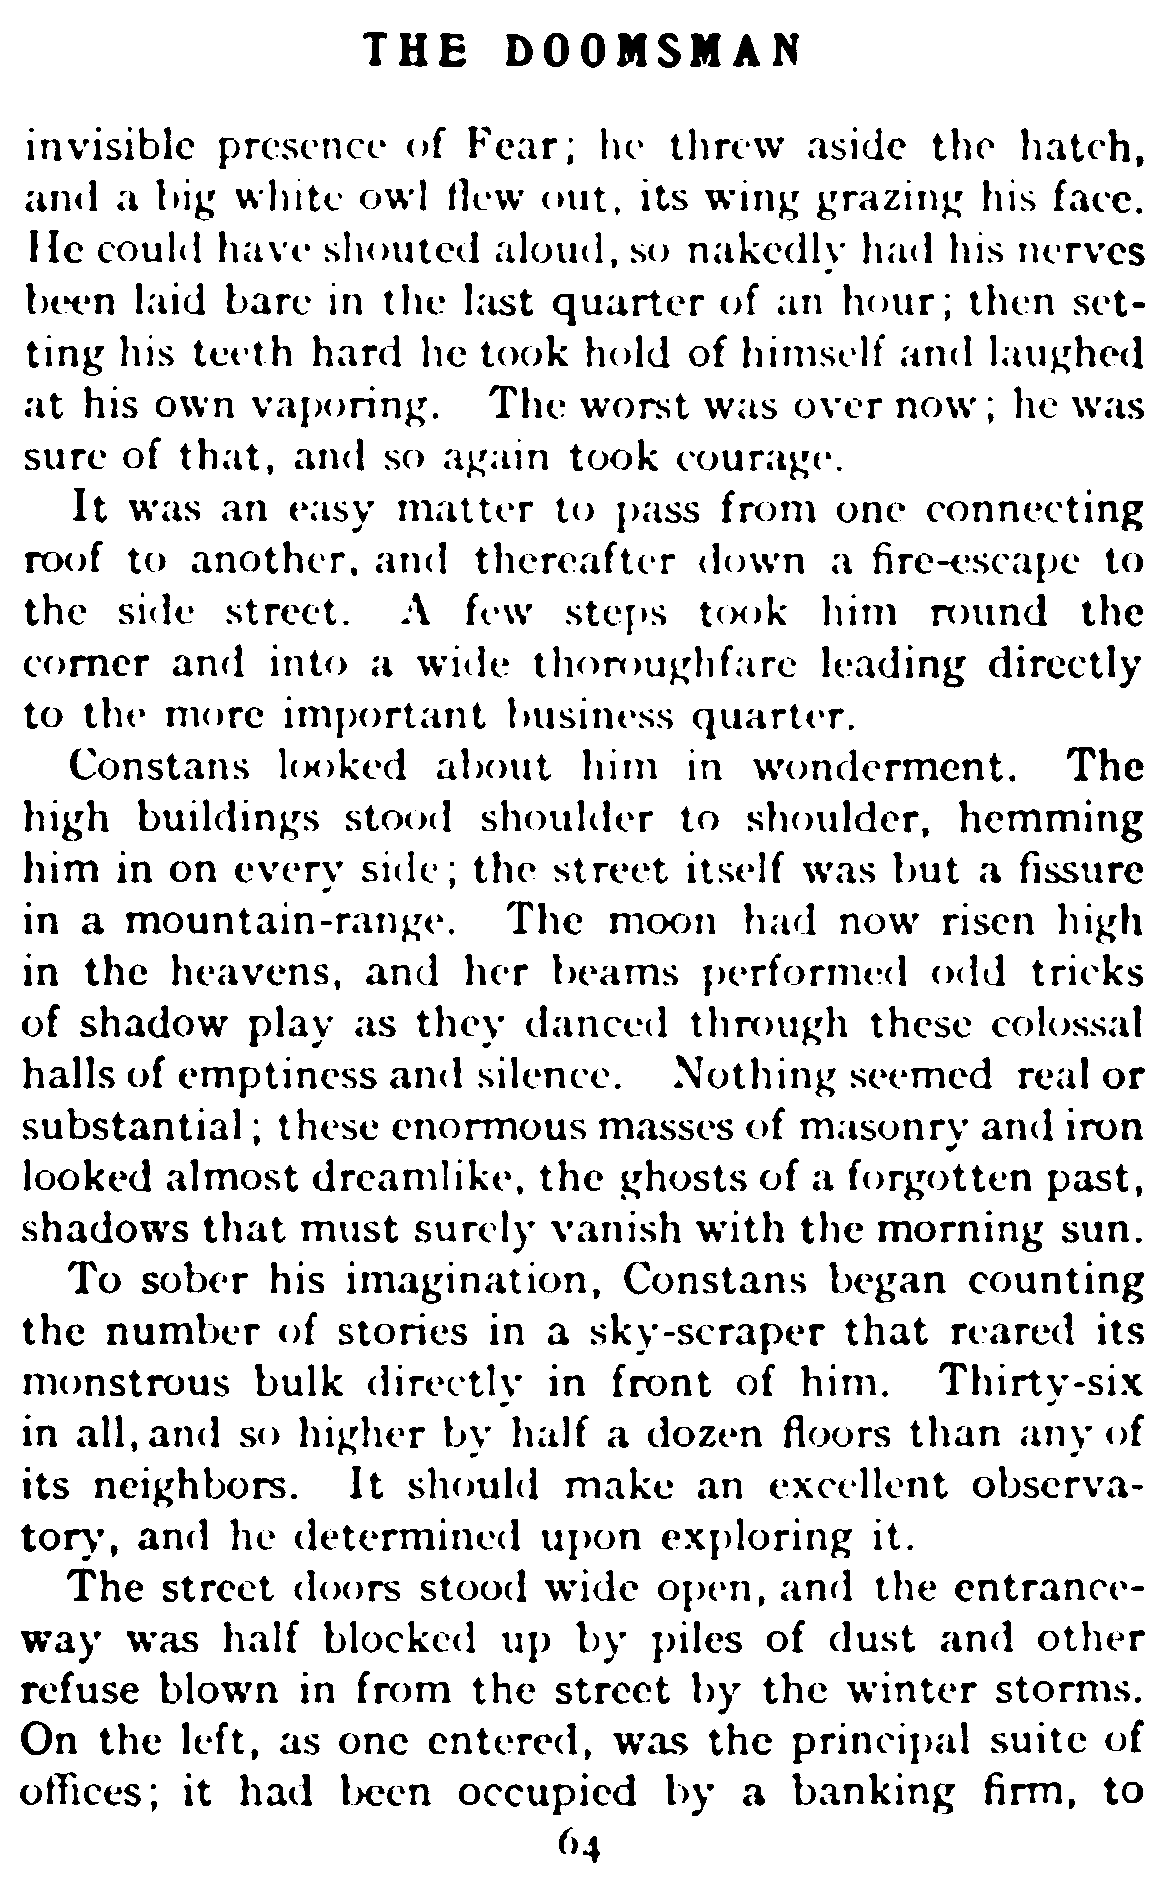 THE DOOMSMAN
invisible presence of Fear; he threw aside the hatch,
and a big white owl flew out, its wing grazing his face.
He could have shouted aloud, so nakedly had his nerves
been laid bare in the last quarter of an hour; then set-
ting his teeth hard he took hold of himself and laughed
at his own vaporing. The worst was over now; he was
sure of that, and so again took courage.
It was an easy matter to pass from one connecting
roof to another, and thereafter down a fire-escape to
the side street. A few steps took him round the
corner and into a wide thoroughfare leading directly
to the more important business quarter.
Constans looked about him in wonderment. The
high buildings stood shoulder to shoulder, hemming
him in on every side; the street itself was but a fissure
in a mountain-range. The moon had now risen high
in the heavens, and her beams performed odd tricks
of shadow play as they danced through these colossal
halls of emptiness and silence. Nothing seemed real or
substantial; these enormous masses of masonry and iron
looked almost dreamlike, the ghosts of a forgotten past,
shadows that must surely vanish with the morning sun.
To sober his imagination, Constans began counting
the number of stories in a sky-scraper that reared its
monstrous bulk directly in front of him. Thirty-six
in all, and so higher by half a dozen floors than any of
its neighbors. It should make an excellent observa-
tory, and he determined upon exploring it.
The street doors stood wide open, and the entrance-
way was half blocked up by piles of dust and other
refuse blown in from the street by the winter storms.
On the left, as one entered, was the principal suite of
offices; it had been occupied by a banking firm, to
64